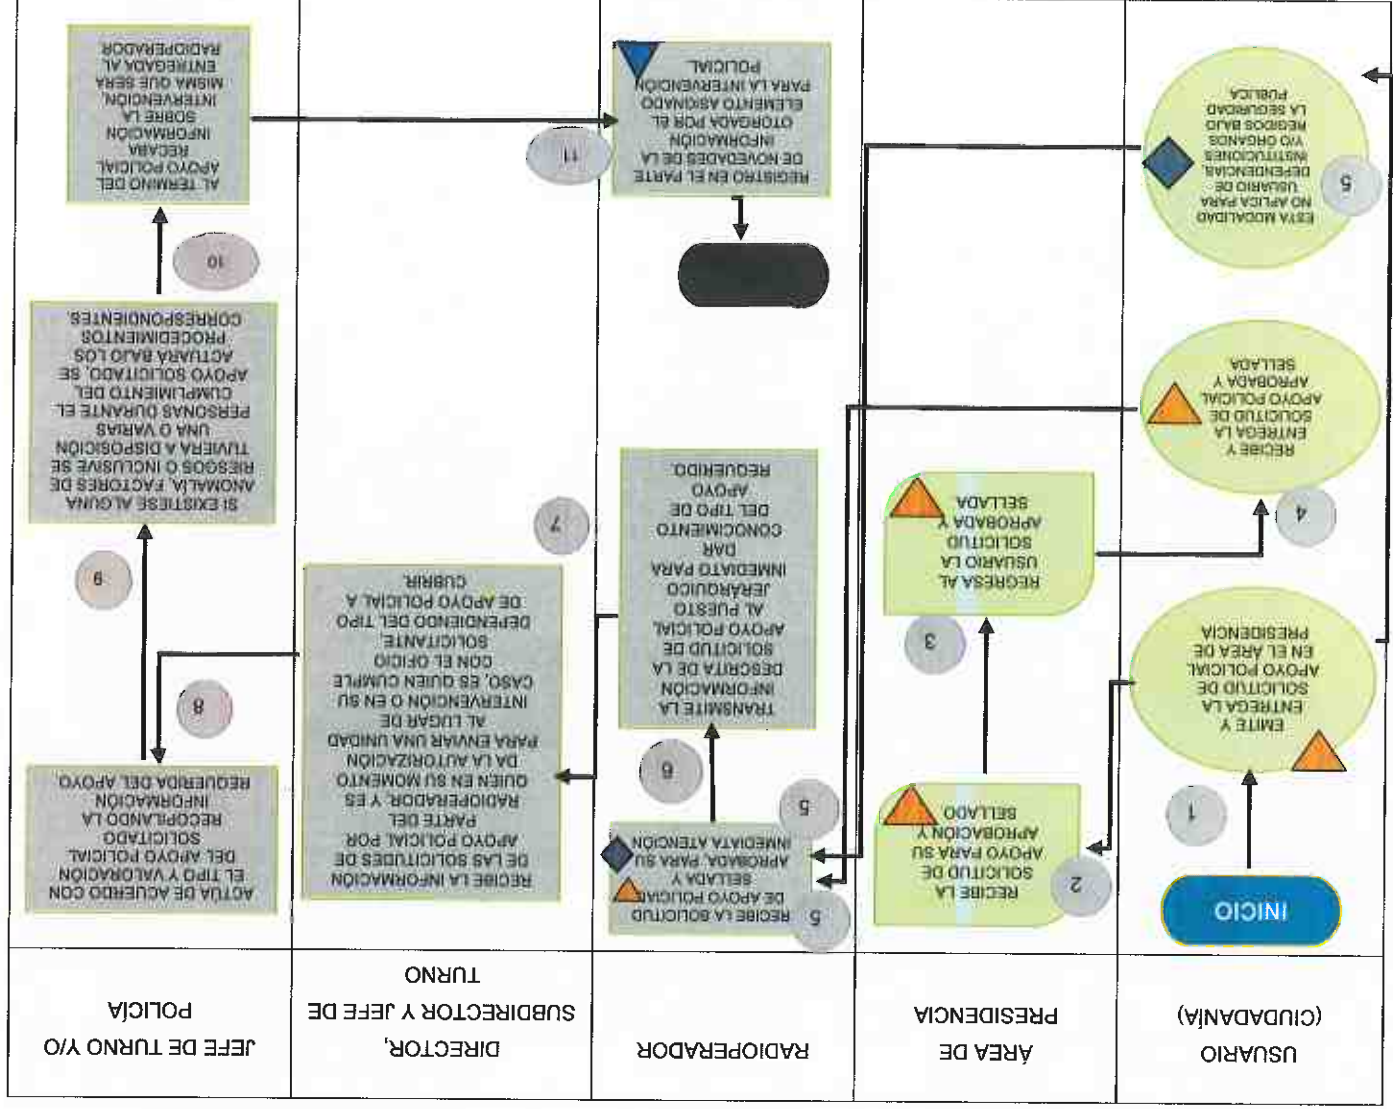 USUARIO
(CIUDADANÍA)
ÁREA DE
PRESIDENCIA
RADIOPERADOR
DIRECTOR,
SUBDIRECTOR Y JEFE DE
TURNO
JEFE DE TURNO Y/O
POLICÍA
INICIO
1
EMITE Y
ENTREGA LA
SOLICITUD DE
APOYO POLICIAL
EN EL ÁREA DE
PRESIDENCIA
2
RECIBE LA
SOLICITUD DE
APOYO PARA SU
APROBACIÓN Y
SELLADO.
3
REGRESA AL
USUARIO LA
SOLICITUD
APROBADA Y
SELLADA
4
RECIBE Y
ENTREGA LA
SOLICITUD DE
APOYO POLICIAL
APROBADA Y
SELLADA
5
ESTA MODALIDAD
NO APLICA PARA
USUARIO DE
DEPENDENCIAS,
INSTITUCIONES
Y/O ORGANOS
REGIDOS BAJO
LA SEGURIDAD
PÚBLICA
5
RECIBE LA SOLICITUD
DE APOYO POLICIAL
SELLADA Y
APROBADA, PARA SU
INMEDIATA ATENCIÓN
5
6
TRANSMITE LA
INFORMACIÓN
DESCRITA DE LA
SOLICITUD DE
APOYO POLICIAL
AL PUESTO
JERÁRQUICO
INMEDIATO PARA
DAR
CONOCIMIENTO
DEL TIPO DE
APOYO
REQUERIDO.
7
RECIBE LA INFORMACIÓN
DE LAS SOLICITUDES DE
APOYO POLICIAL POR
PARTE DEL
RADIOPERADOR, Y ES
QUIEN EN SU MOMENTO
DA LA AUTORIZACIÓN
PARA ENVIAR UNA UNIDAD
AL LUGAR DE
INTERVENCIÓN O EN SU
CASO, ES QUIEN CUMPLE
CON EL OFICIO
SOLICITANTE,
DEPENDIENDO DEL TIPO
DE APOYO POLICIAL A
CUBRIR.
8
ACTÚA DE ACUERDO CON
EL TIPO Y VALORACIÓN
DEL APOYO POLICIAL
SOLICITADO
RECOPILANDO LA
INFORMACIÓN
REQUERIDA DEL APOYO.
9
SI EXISTIESE ALGUNA
ANOMALÍA, FACTORES DE
RIESGOS O INCLUSIVE SE
TUVIERA A DISPOSICIÓN
UNA O VARIAS
PERSONAS DURANTE EL
CUMPLIMIENTO DEL
APOYO SOLICITADO, SE
ACTUARÁ BAJO LOS
PROCEDIMIENTOS
CORRESPONDIENTES.
10
AL TERMINO DEL
APOYO POLICIAL
RECABA
INFORMACIÓN
SOBRE LA
INTERVENCIÓN,
MISMA QUE SERA
ENTREGADA AL
RADIOPERADOR
11
REGISTRO EN EL PARTE
DE NOVEDADES DE LA
INFORMACIÓN
OTORGADA POR EL
ELEMENTO ASIGNADO
PARA LA INTERVENCIÓN
POLICIAL.